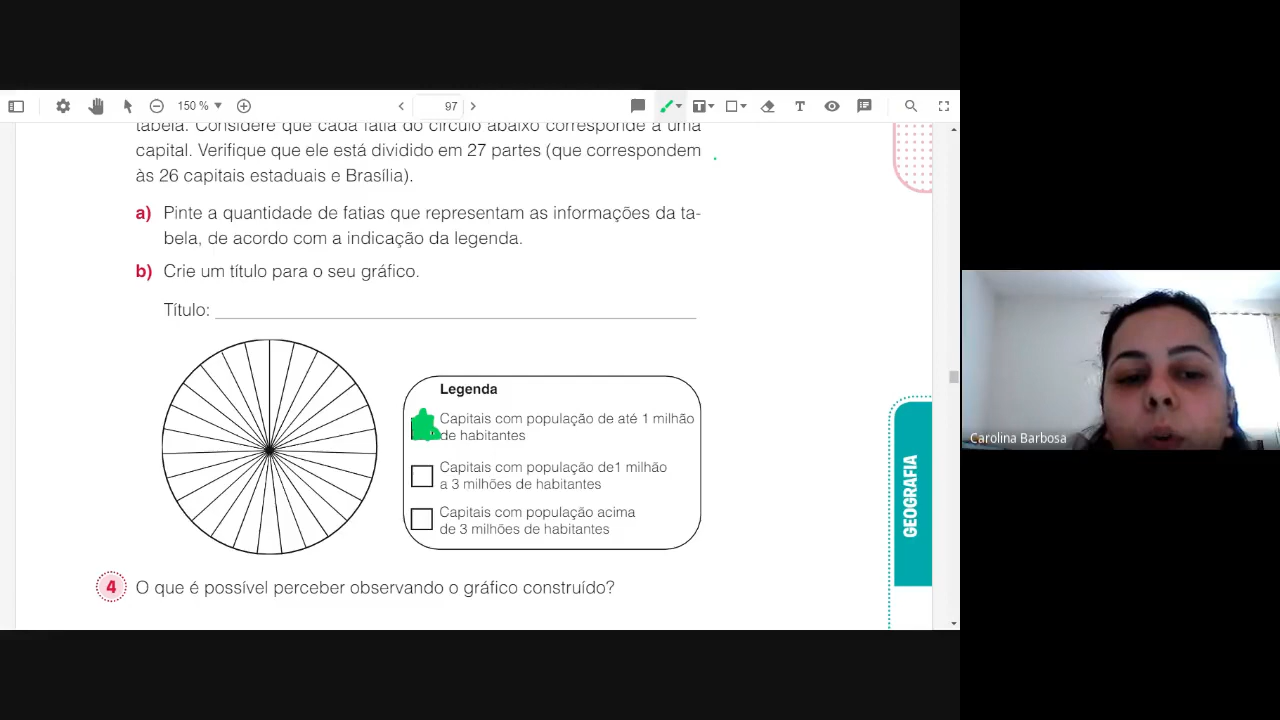 150 %
97
tabela. Considere que cada fatia do círculo abaixo corresponde a uma
capital. Verifique que ele está dividido em 27 partes (que correspondem
às 26 capitais estaduais e Brasília).
a) Pinte a quantidade de fatias que representam as informações da ta-
bela, de acordo com a indicação da legenda.
b) Crie um título para o seu gráfico.
Título:
Legenda
Capitais com população de até 1 milhão
de habitantes
Capitais com população de1 milhão
a 3 milhões de habitantes
Capitais com população acima
de 3 milhões de habitantes
4 O que é possível perceber observando o gráfico construído?
GEOGRAFIA
Carolina Barbosa